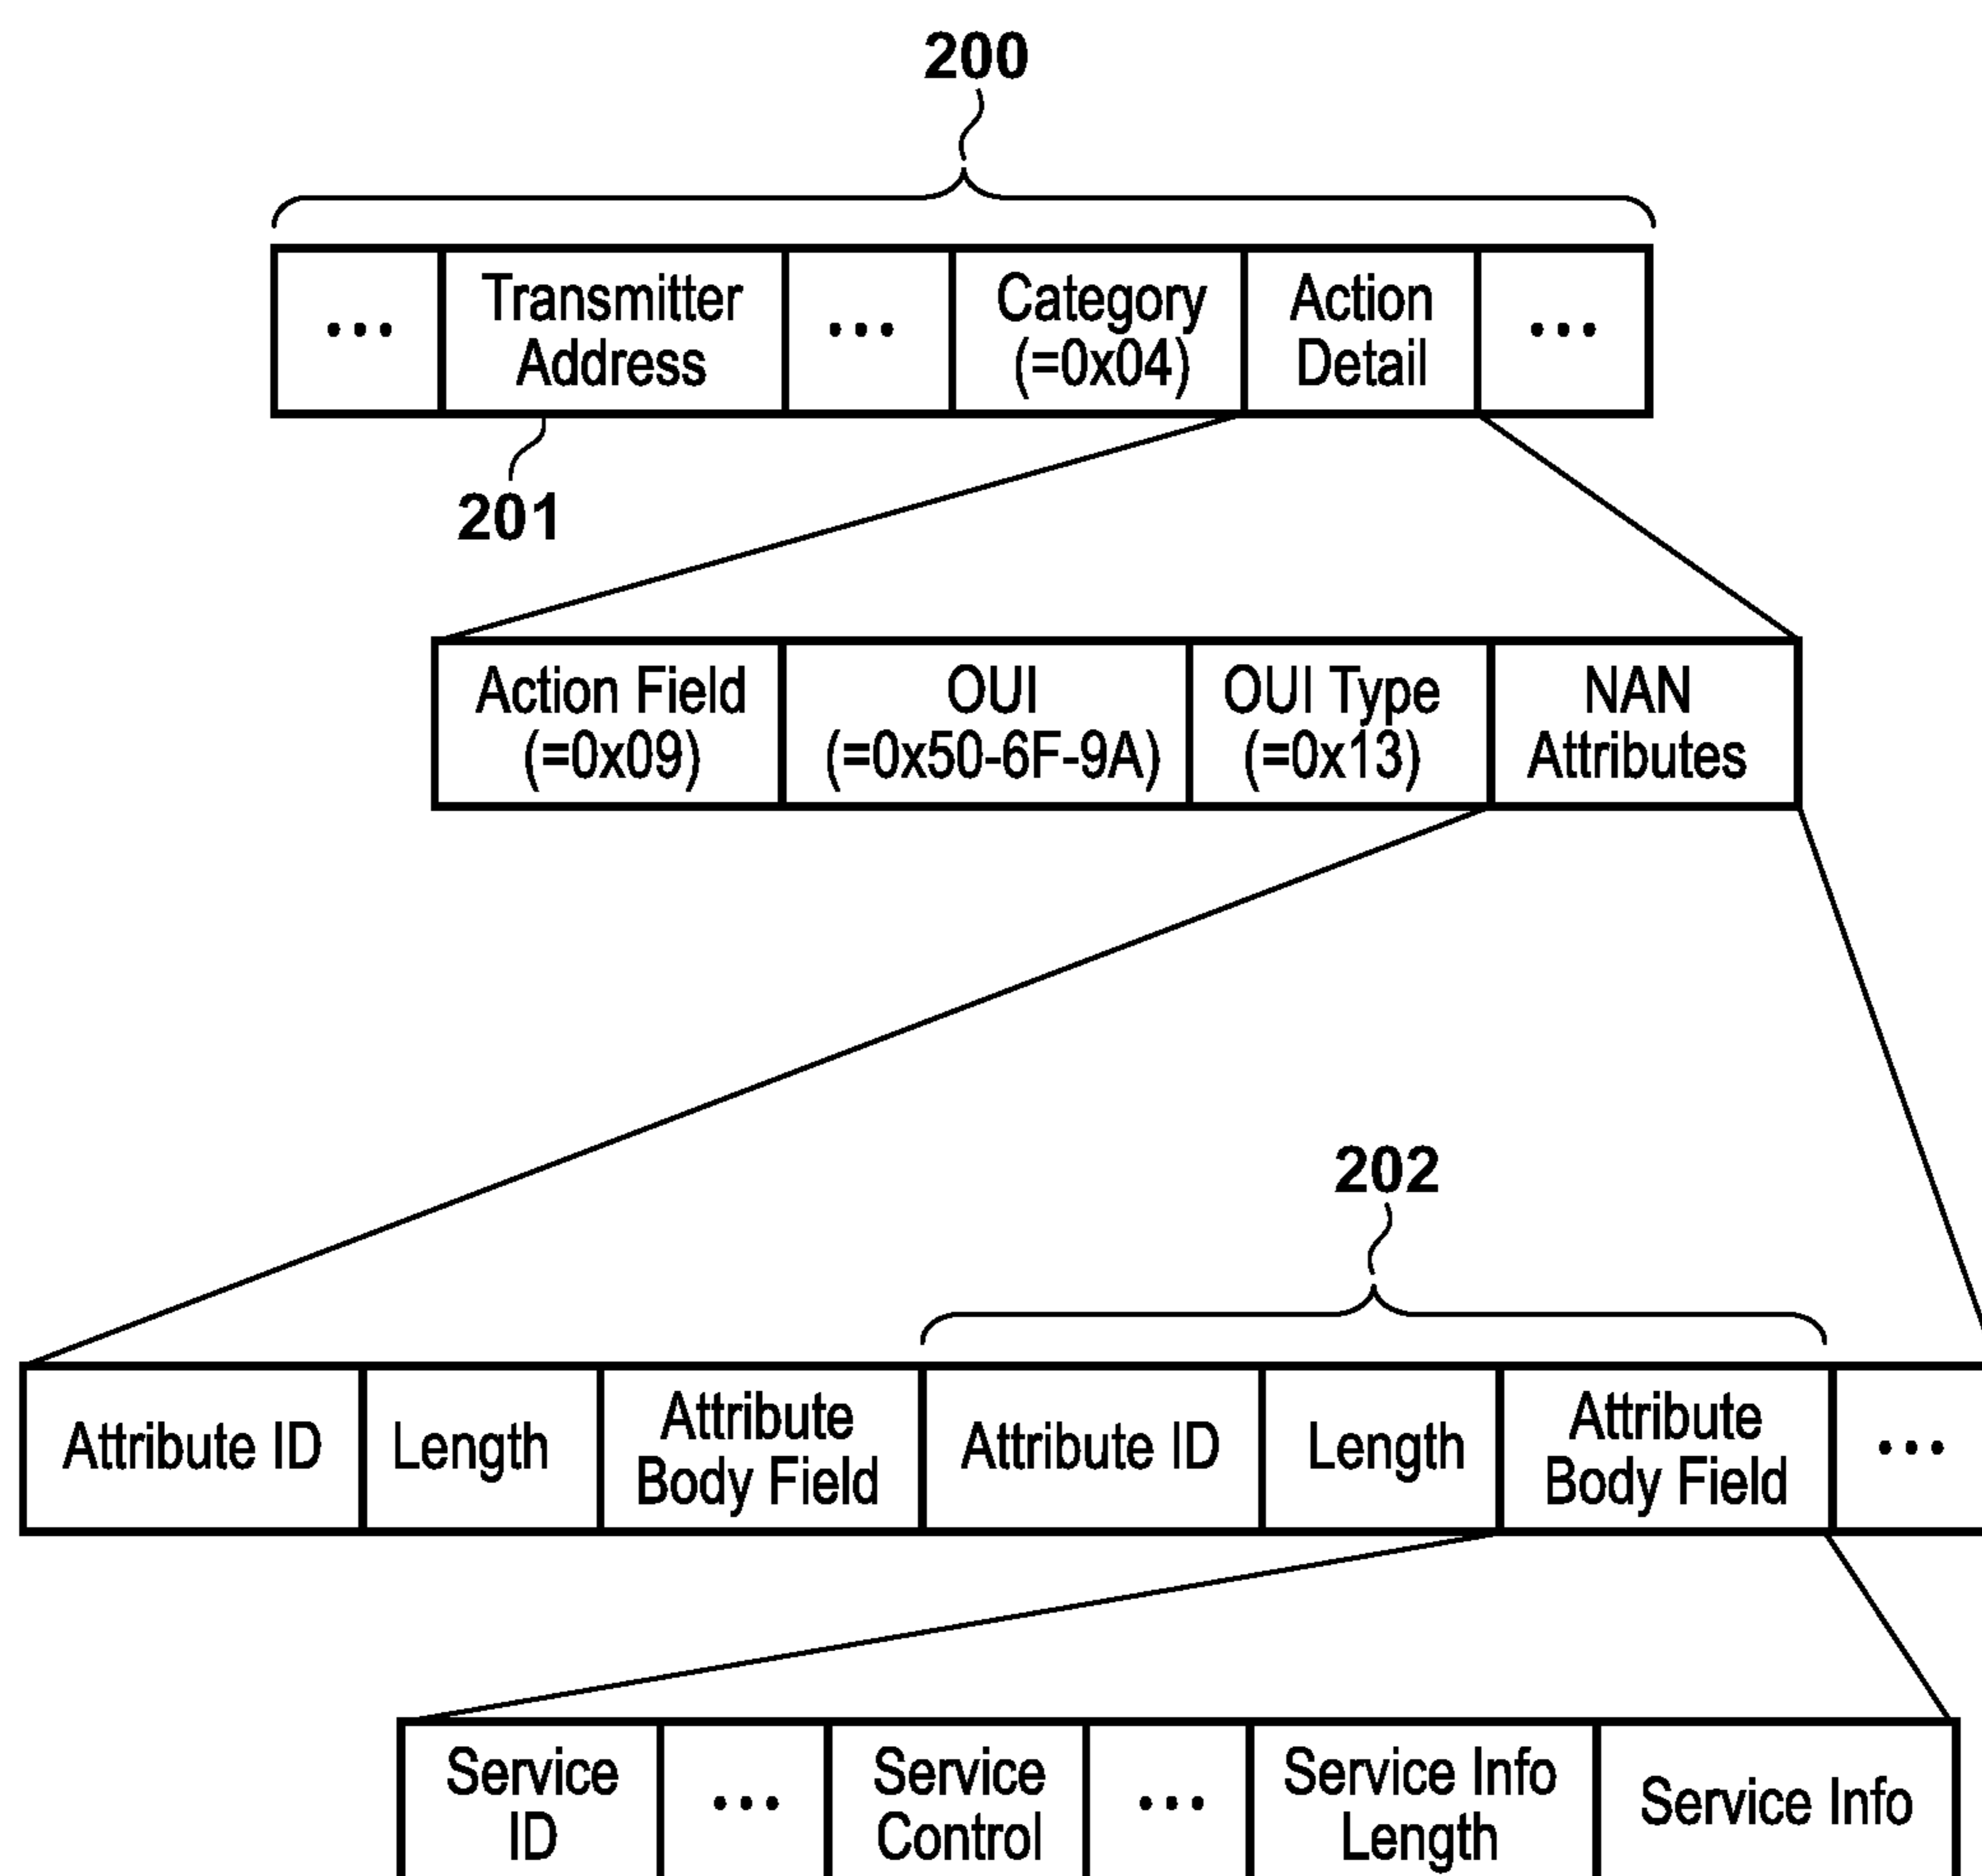 200
... Transmitter Address ... Category (=0x04) Action Detail ...
201
Action Field (=0x09) OUI (=0x50-6F-9A) OUI Type (=0x13) NAN Attributes
202
Attribute ID Length Attribute Body Field Attribute ID Length Attribute Body Field ...
Service ID ... Service Control ... Service Info Length Service Info